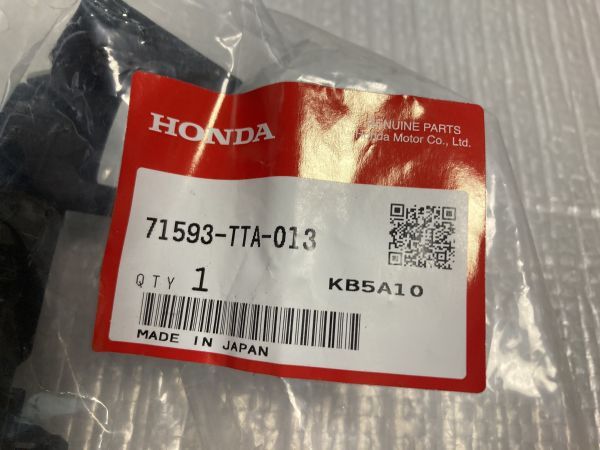 HONDA
GENUINE PARTS
Honda Motor Co., Ltd.
71593-TTA-013
QTY 1
KB5A10
MADE IN JAPAN